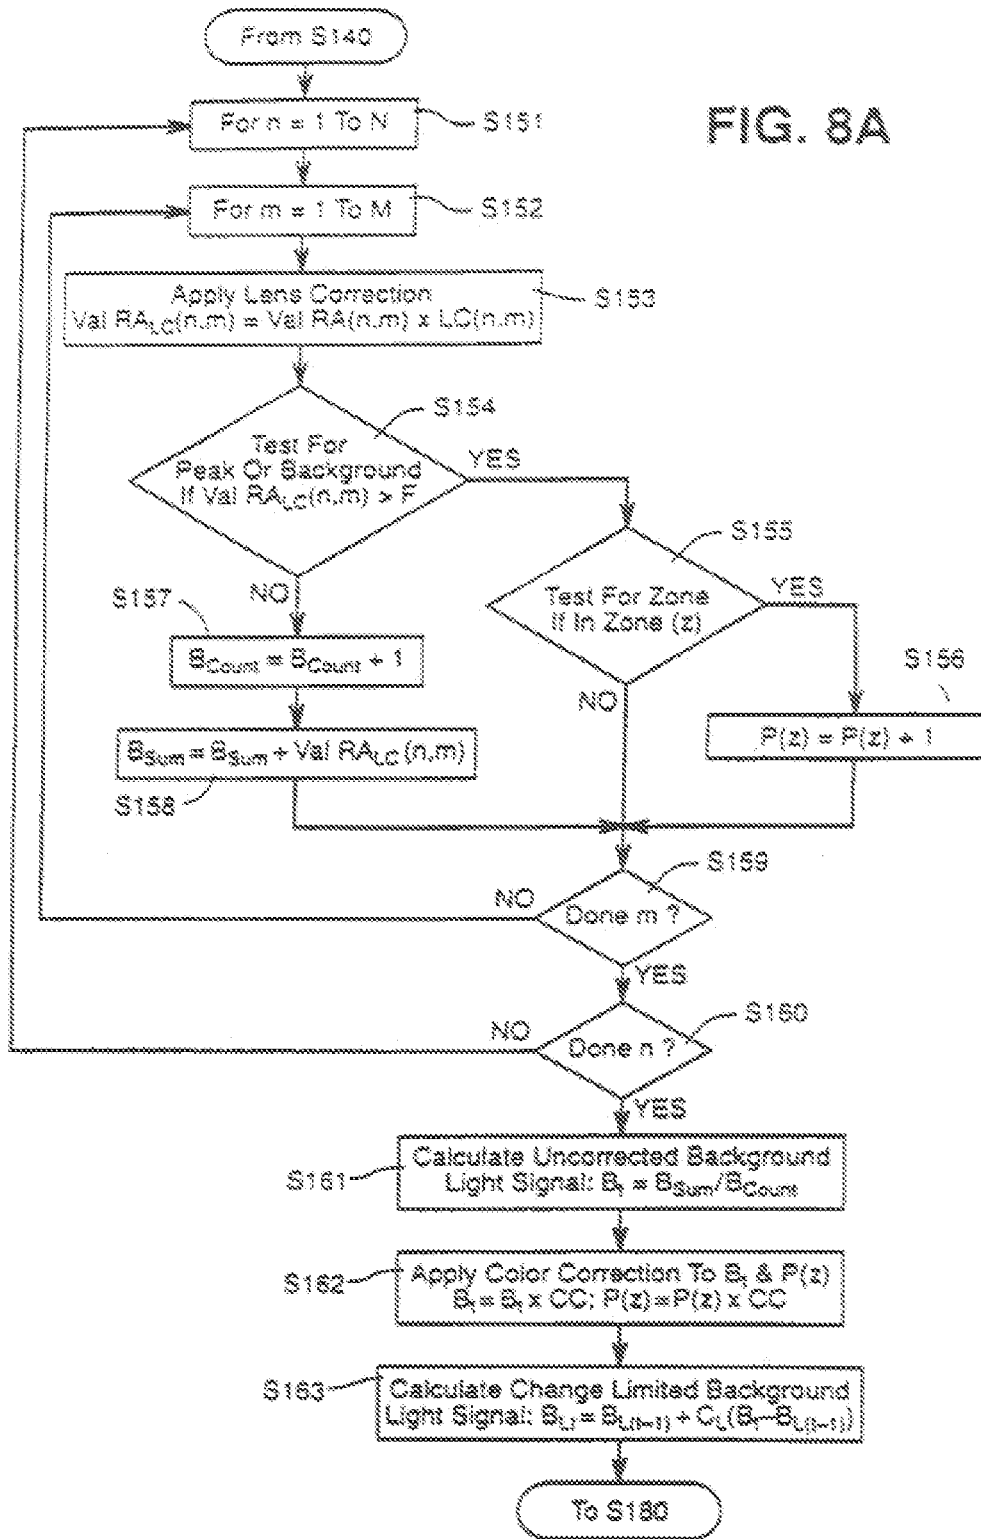 From S140
FIG. 8A
For n = 1 To N
S151
For m = 1 To M
S152
Apply Lens Correction
Val RA_LC(n,m) = Val RA(n,m) x LC(n,m)
S153
S154
Test For
Peak Or Background
If Val RA_LC(n,m) > F
YES
NO
S155
Test For Zone
If In Zone (z)
YES
NO
S156
P(z) = P(z) + 1
S157
B_Count = B_Count + 1
B_Sum = B_Sum + Val RA_LC(n,m)
S158
S159
Done m ?
NO
YES
S160
Done n ?
NO
YES
S161
Calculate Uncorrected Background
Light Signal: B_t = B_Sum/B_Count
S162
Apply Color Correction To B_t & P(z)
B_t = B_t x CC; P(z) = P(z) x CC
S163
Calculate Change Limited Background
Light Signal: B_Lt = B_L(t-1) + C_L(B_t-B_L(t-1))
To S180